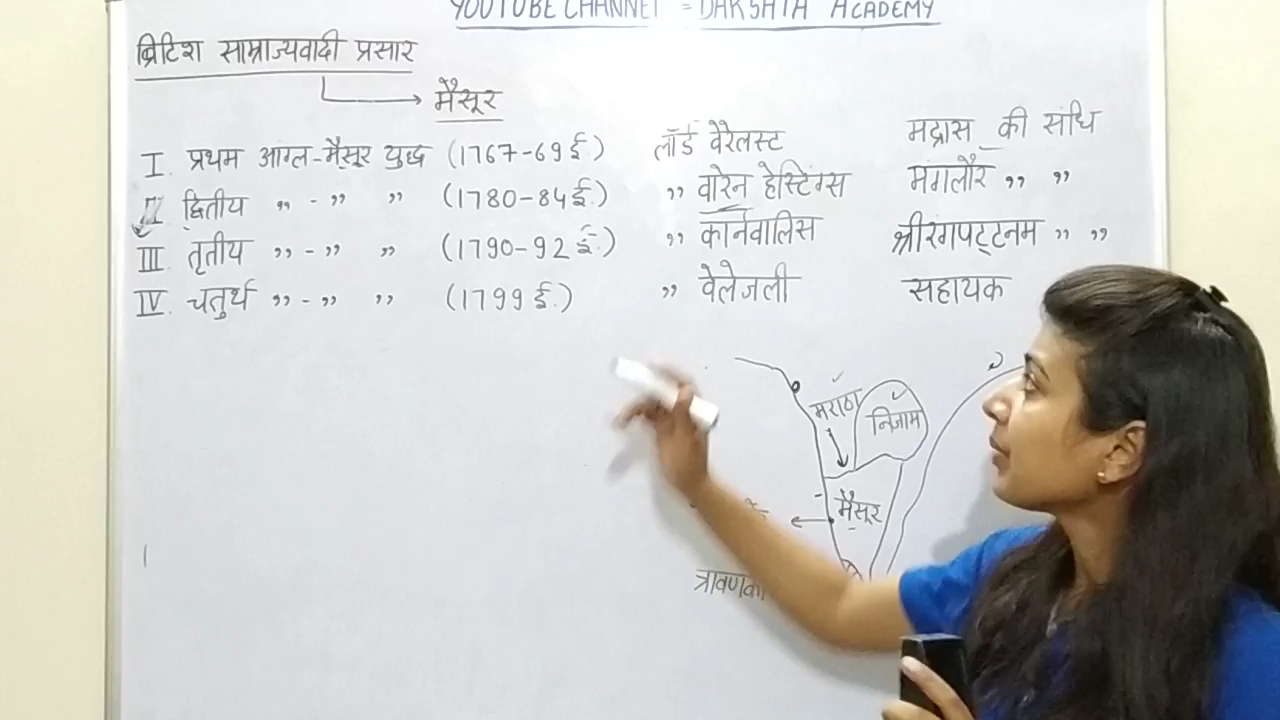 YOUTUBE CHANNEL = DAKSHTA ACADEMY
ब्रिटिश साम्राज्यवादी प्रसार
मैसूर
I. प्रथम आंग्ल-मैसूर युद्ध (1767-69 ई.) लॉर्ड वेरेलस्ट मद्रास की संधि
II द्वितीय ,, - ,, ,, (1780-84 ई.) ,, वारेन हेस्टिंग्स मंगलौर ,, ,,
III. तृतीय ,, - ,, ,, (1790-92 ई.) ,, कार्नवालिस श्रीरंगपट्टनम ,, ,,
IV. चतुर्थ ,, - ,, ,, (1799 ई.) ,, वेलेजली सहायक
मराठा निजाम
मैसूर